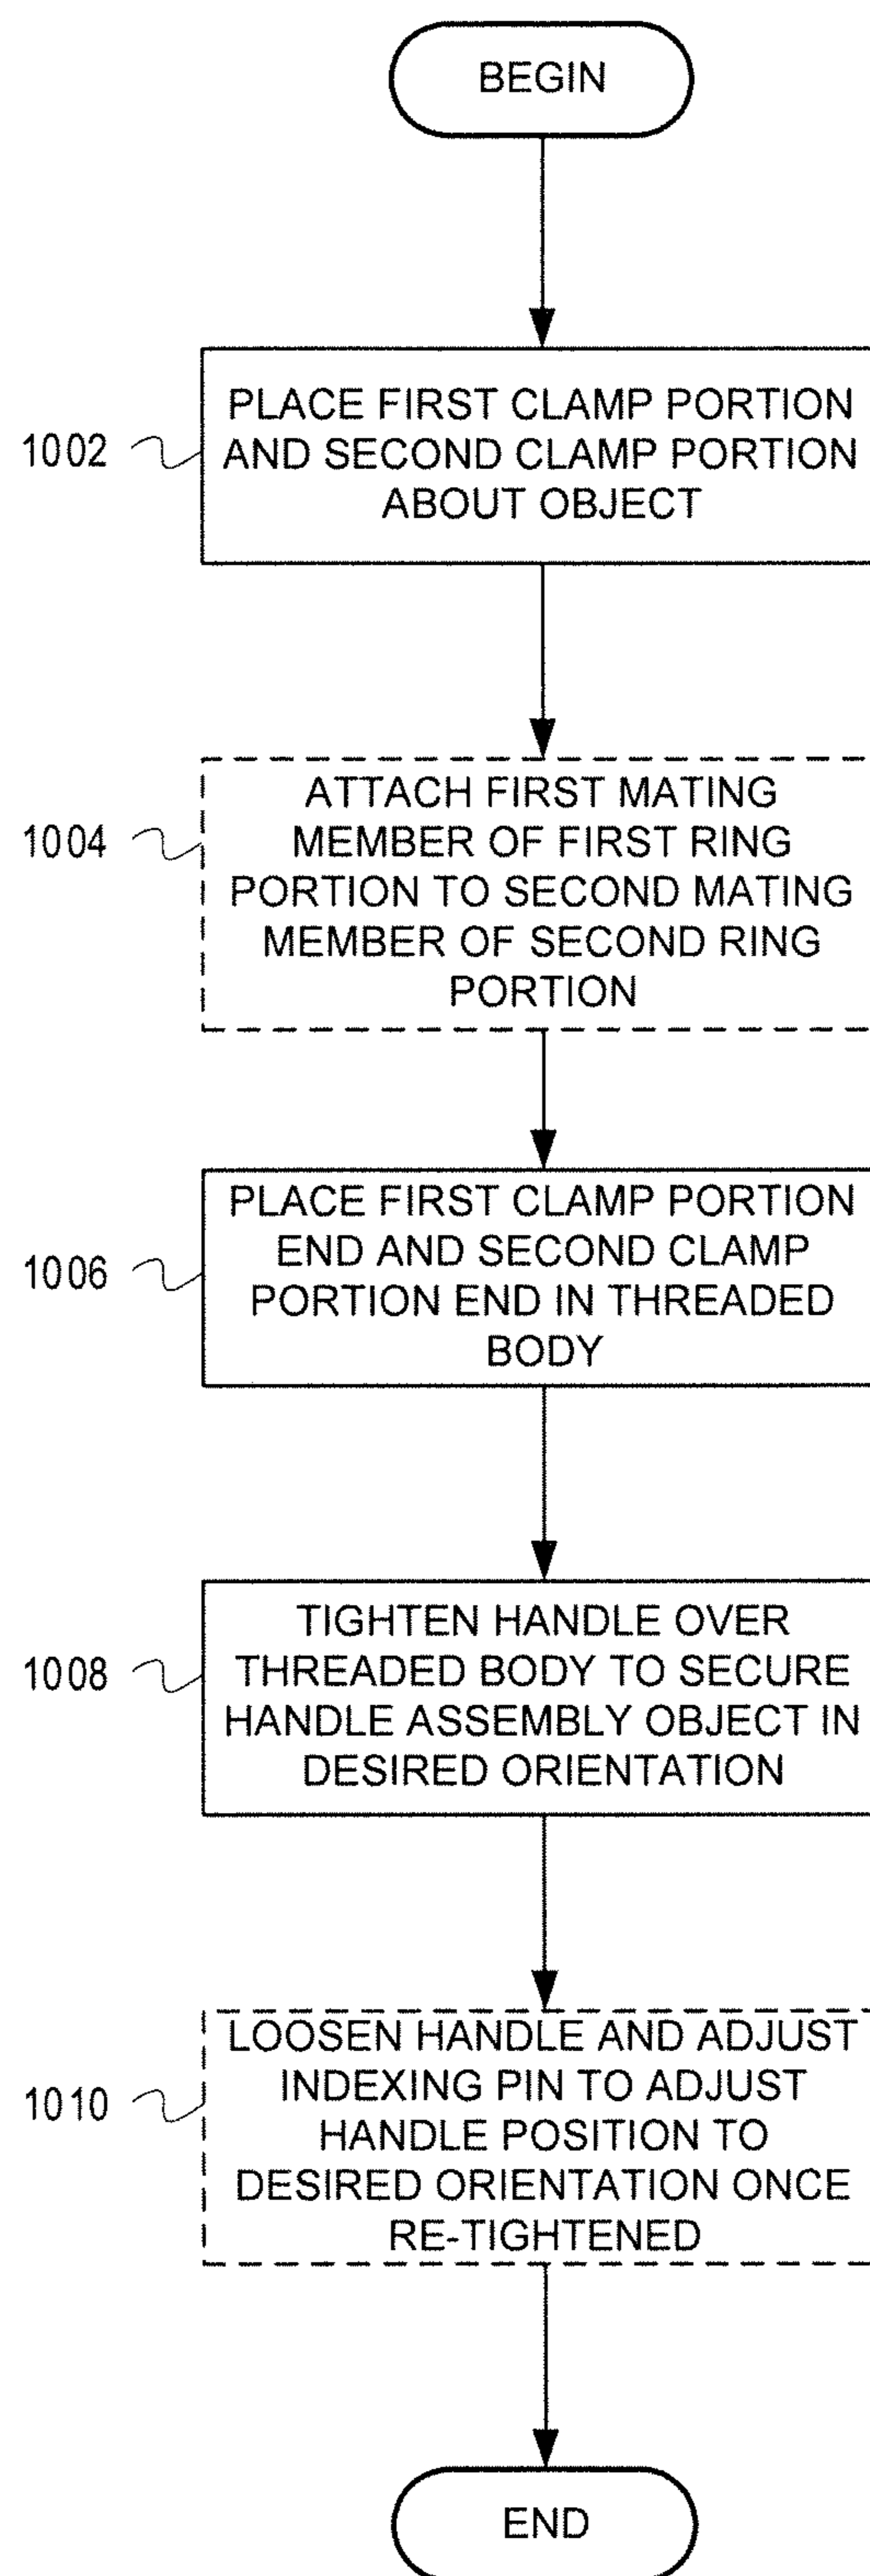 BEGIN
1002
PLACE FIRST CLAMP PORTION
AND SECOND CLAMP PORTION
ABOUT OBJECT
1004
ATTACH FIRST MATING
MEMBER OF FIRST RING
PORTION TO SECOND MATING
MEMBER OF SECOND RING
PORTION
1006
PLACE FIRST CLAMP PORTION
END AND SECOND CLAMP
PORTION END IN THREADED
BODY
1008
TIGHTEN HANDLE OVER
THREADED BODY TO SECURE
HANDLE ASSEMBLY OBJECT IN
DESIRED ORIENTATION
1010
LOOSEN HANDLE AND ADJUST
INDEXING PIN TO ADJUST
HANDLE POSITION TO
DESIRED ORIENTATION ONCE
RE-TIGHTENED
END